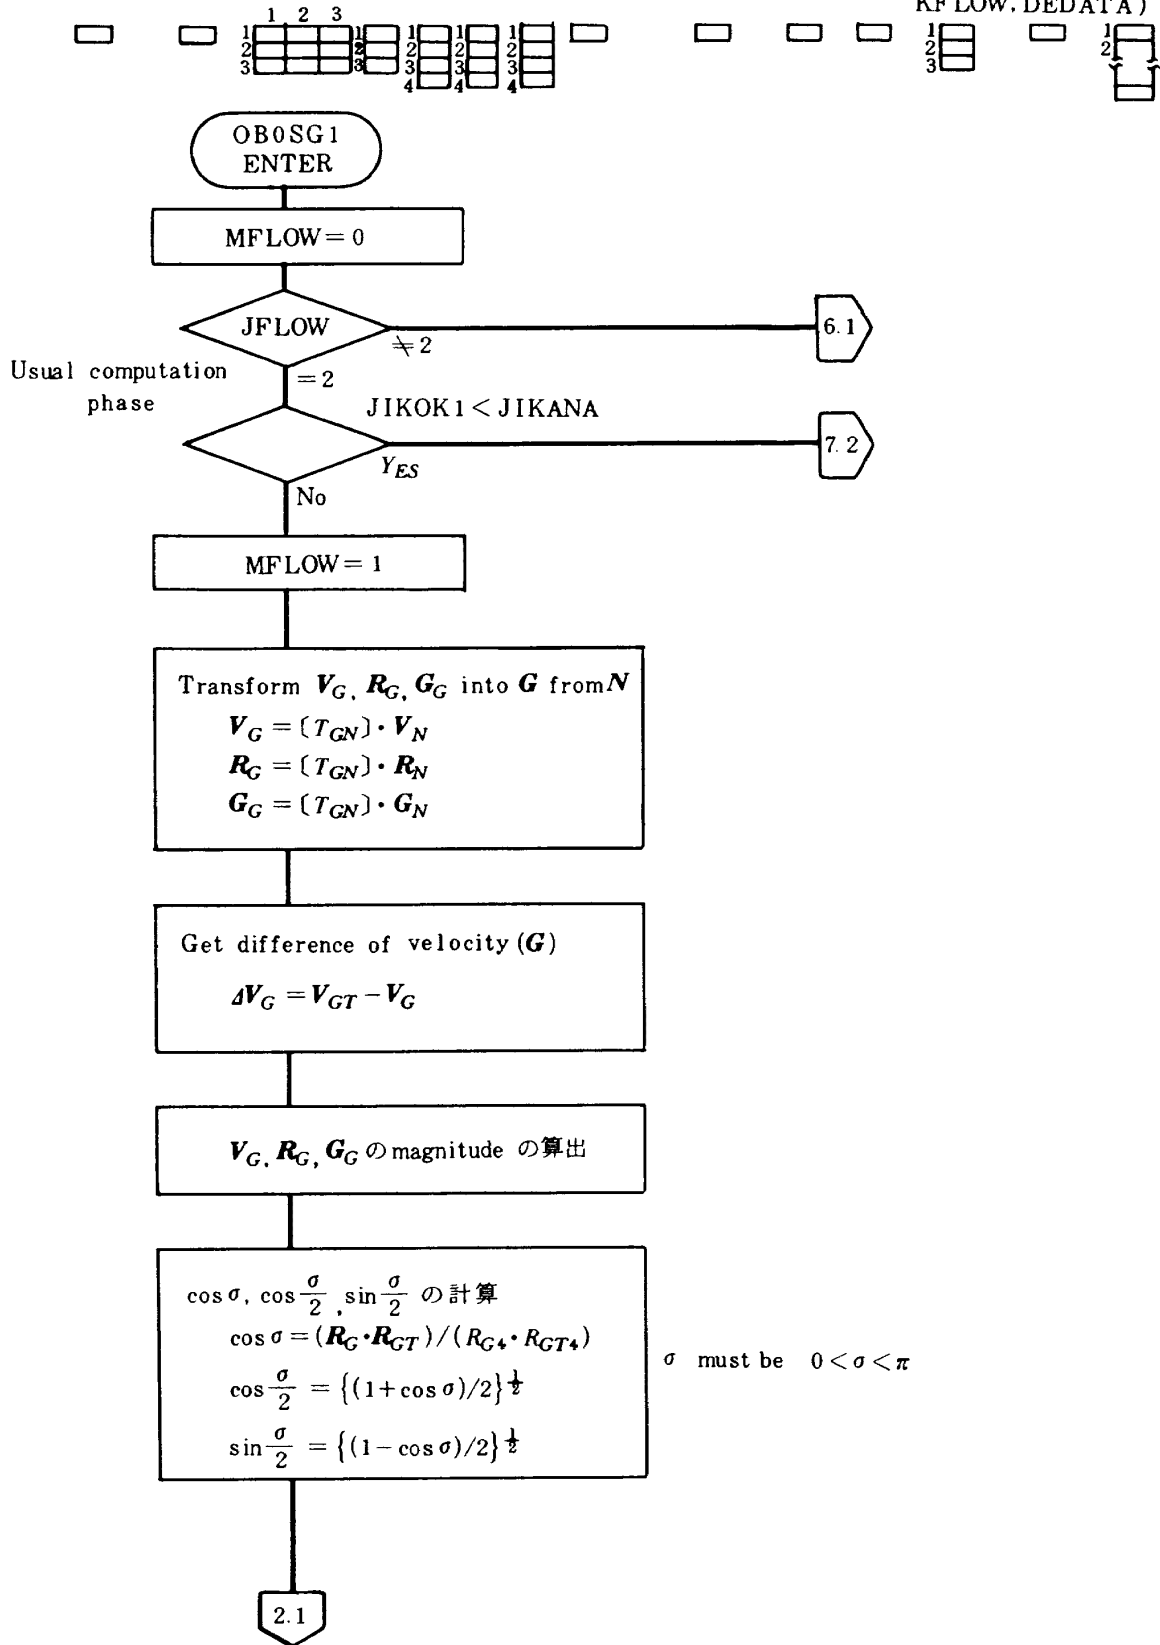 KFLOW, DEDATA)
1 2 3
1 1 1 1 1 1 1
2 2 2 2 2 2 2
3 3 3 3 3 3
4 4 4
OB0SG1
ENTER
MFLOW = 0
JFLOW
≠2
6.1
Usual computation
phase
=2
JIKOK1 < JIKANA
YES
7.2
No
MFLOW = 1
Transform V_G, R_G, G_G into G from N
V_G = [T_GN]・V_N
R_G = [T_GN]・R_N
G_G = [T_GN]・G_N
Get difference of velocity (G)
ΔV_G = V_GT − V_G
V_G, R_G, G_G の magnitude の算出
cos σ, cos σ/2, sin σ/2 の計算
cos σ = (R_G・R_GT)/(R_G4・R_GT4)
σ must be 0 < σ < π
cos σ/2 = {(1+cos σ)/2}^½
sin σ/2 = {(1−cos σ)/2}^½
2.1